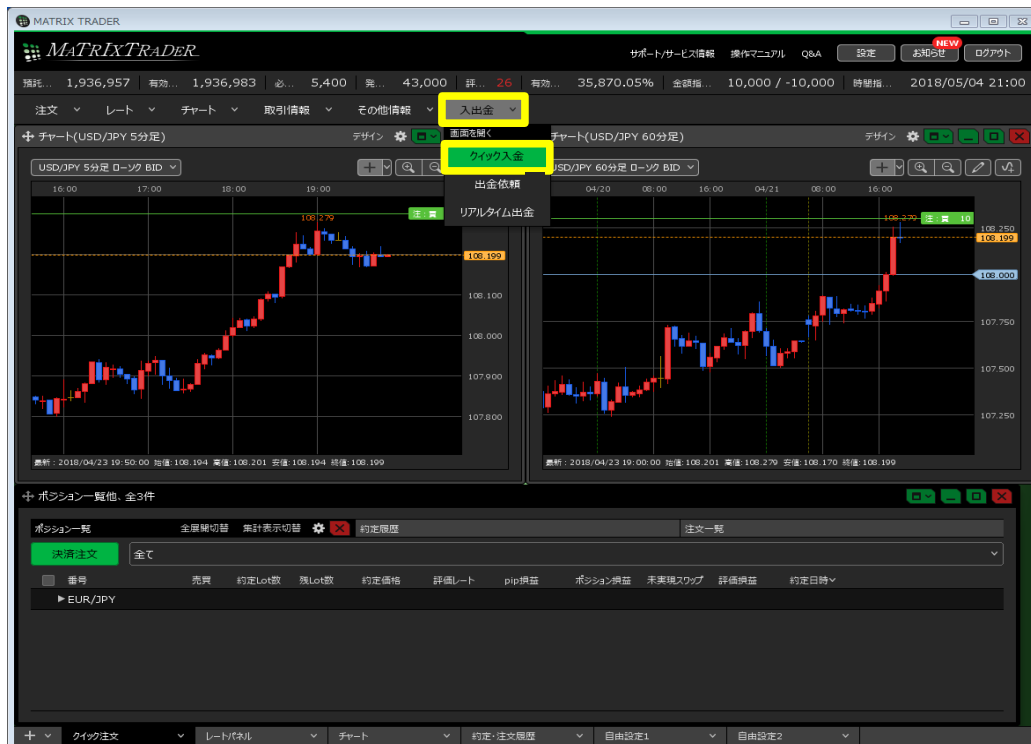 MATRIX TRADER
MATRIXTRADER
サポート/サービス情報 操作マニュアル Q&A 設定 お知らせ NEW ログアウト
預託... 1,936,957 有効... 1,936,983 必... 5,400 発... 43,000 評... 26 有効... 35,870.05% 金額指... 10,000 / -10,000 時間指... 2018/05/04 21:00
注文 レート チャート 取引情報 その他情報 入出金
画面を開く
クイック入金
出金依頼
リアルタイム出金
チャート(USD/JPY 5分足) デザイン
USD/JPY 5分足 ローソク BID
16:00 17:00 18:00 19:00
108.279 注:買
108.199
108.100
108.000
107.900
107.800
最新:2018/04/23 19:50:00 始値:108.194 高値:108.201 安値:108.194 終値:108.199
チャート(USD/JPY 60分足) デザイン
USD/JPY 60分足 ローソク BID
04/20 08:00 16:00 04/21 08:00 16:00
108.279 注:買 10
108.250
108.199
108.000
107.750
107.500
107.250
最新:2018/04/23 19:00:00 始値:108.201 高値:108.279 安値:108.170 終値:108.199
ポジション一覧他、全3件
ポジション一覧 全展開切替 集計表示切替 約定履歴 注文一覧
決済注文 全て
番号 売買 約定Lot数 残Lot数 約定価格 評価レート pip損益 ポジション損益 未実現スワップ 評価損益 約定日時
EUR/JPY
クイック注文 レートパネル チャート 約定・注文履歴 自由設定1 自由設定2